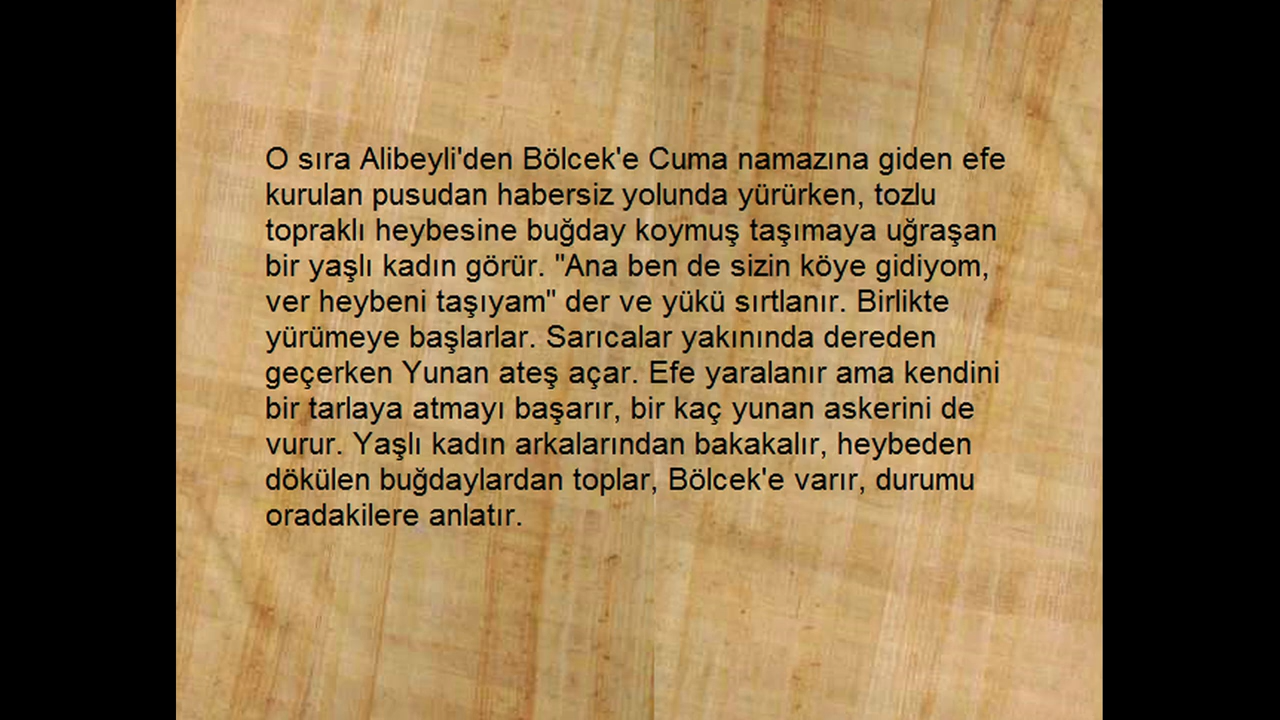 O sıra Alibeyli'den Bölcek'e Cuma namazına giden efe
kurulan pusudan habersiz yolunda yürürken, tozlu
topraklı heybesine buğday koymuş taşımaya uğraşan
bir yaşlı kadın görür. "Ana ben de sizin köye gidiyom,
ver heybeni taşıyam" der ve yükü sırtlanır. Birlikte
yürümeye başlarlar. Sarıcalar yakınında dereden
geçerken Yunan ateş açar. Efe yaralanır ama kendini
bir tarlaya atmayı başarır, bir kaç yunan askerini de
vurur. Yaşlı kadın arkalarından bakakalır, heybeden
dökülen buğdaylardan toplar, Bölcek'e varır, durumu
oradakilere anlatır.